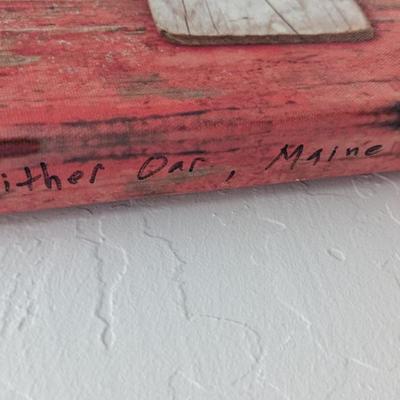 ither Oar, Maine